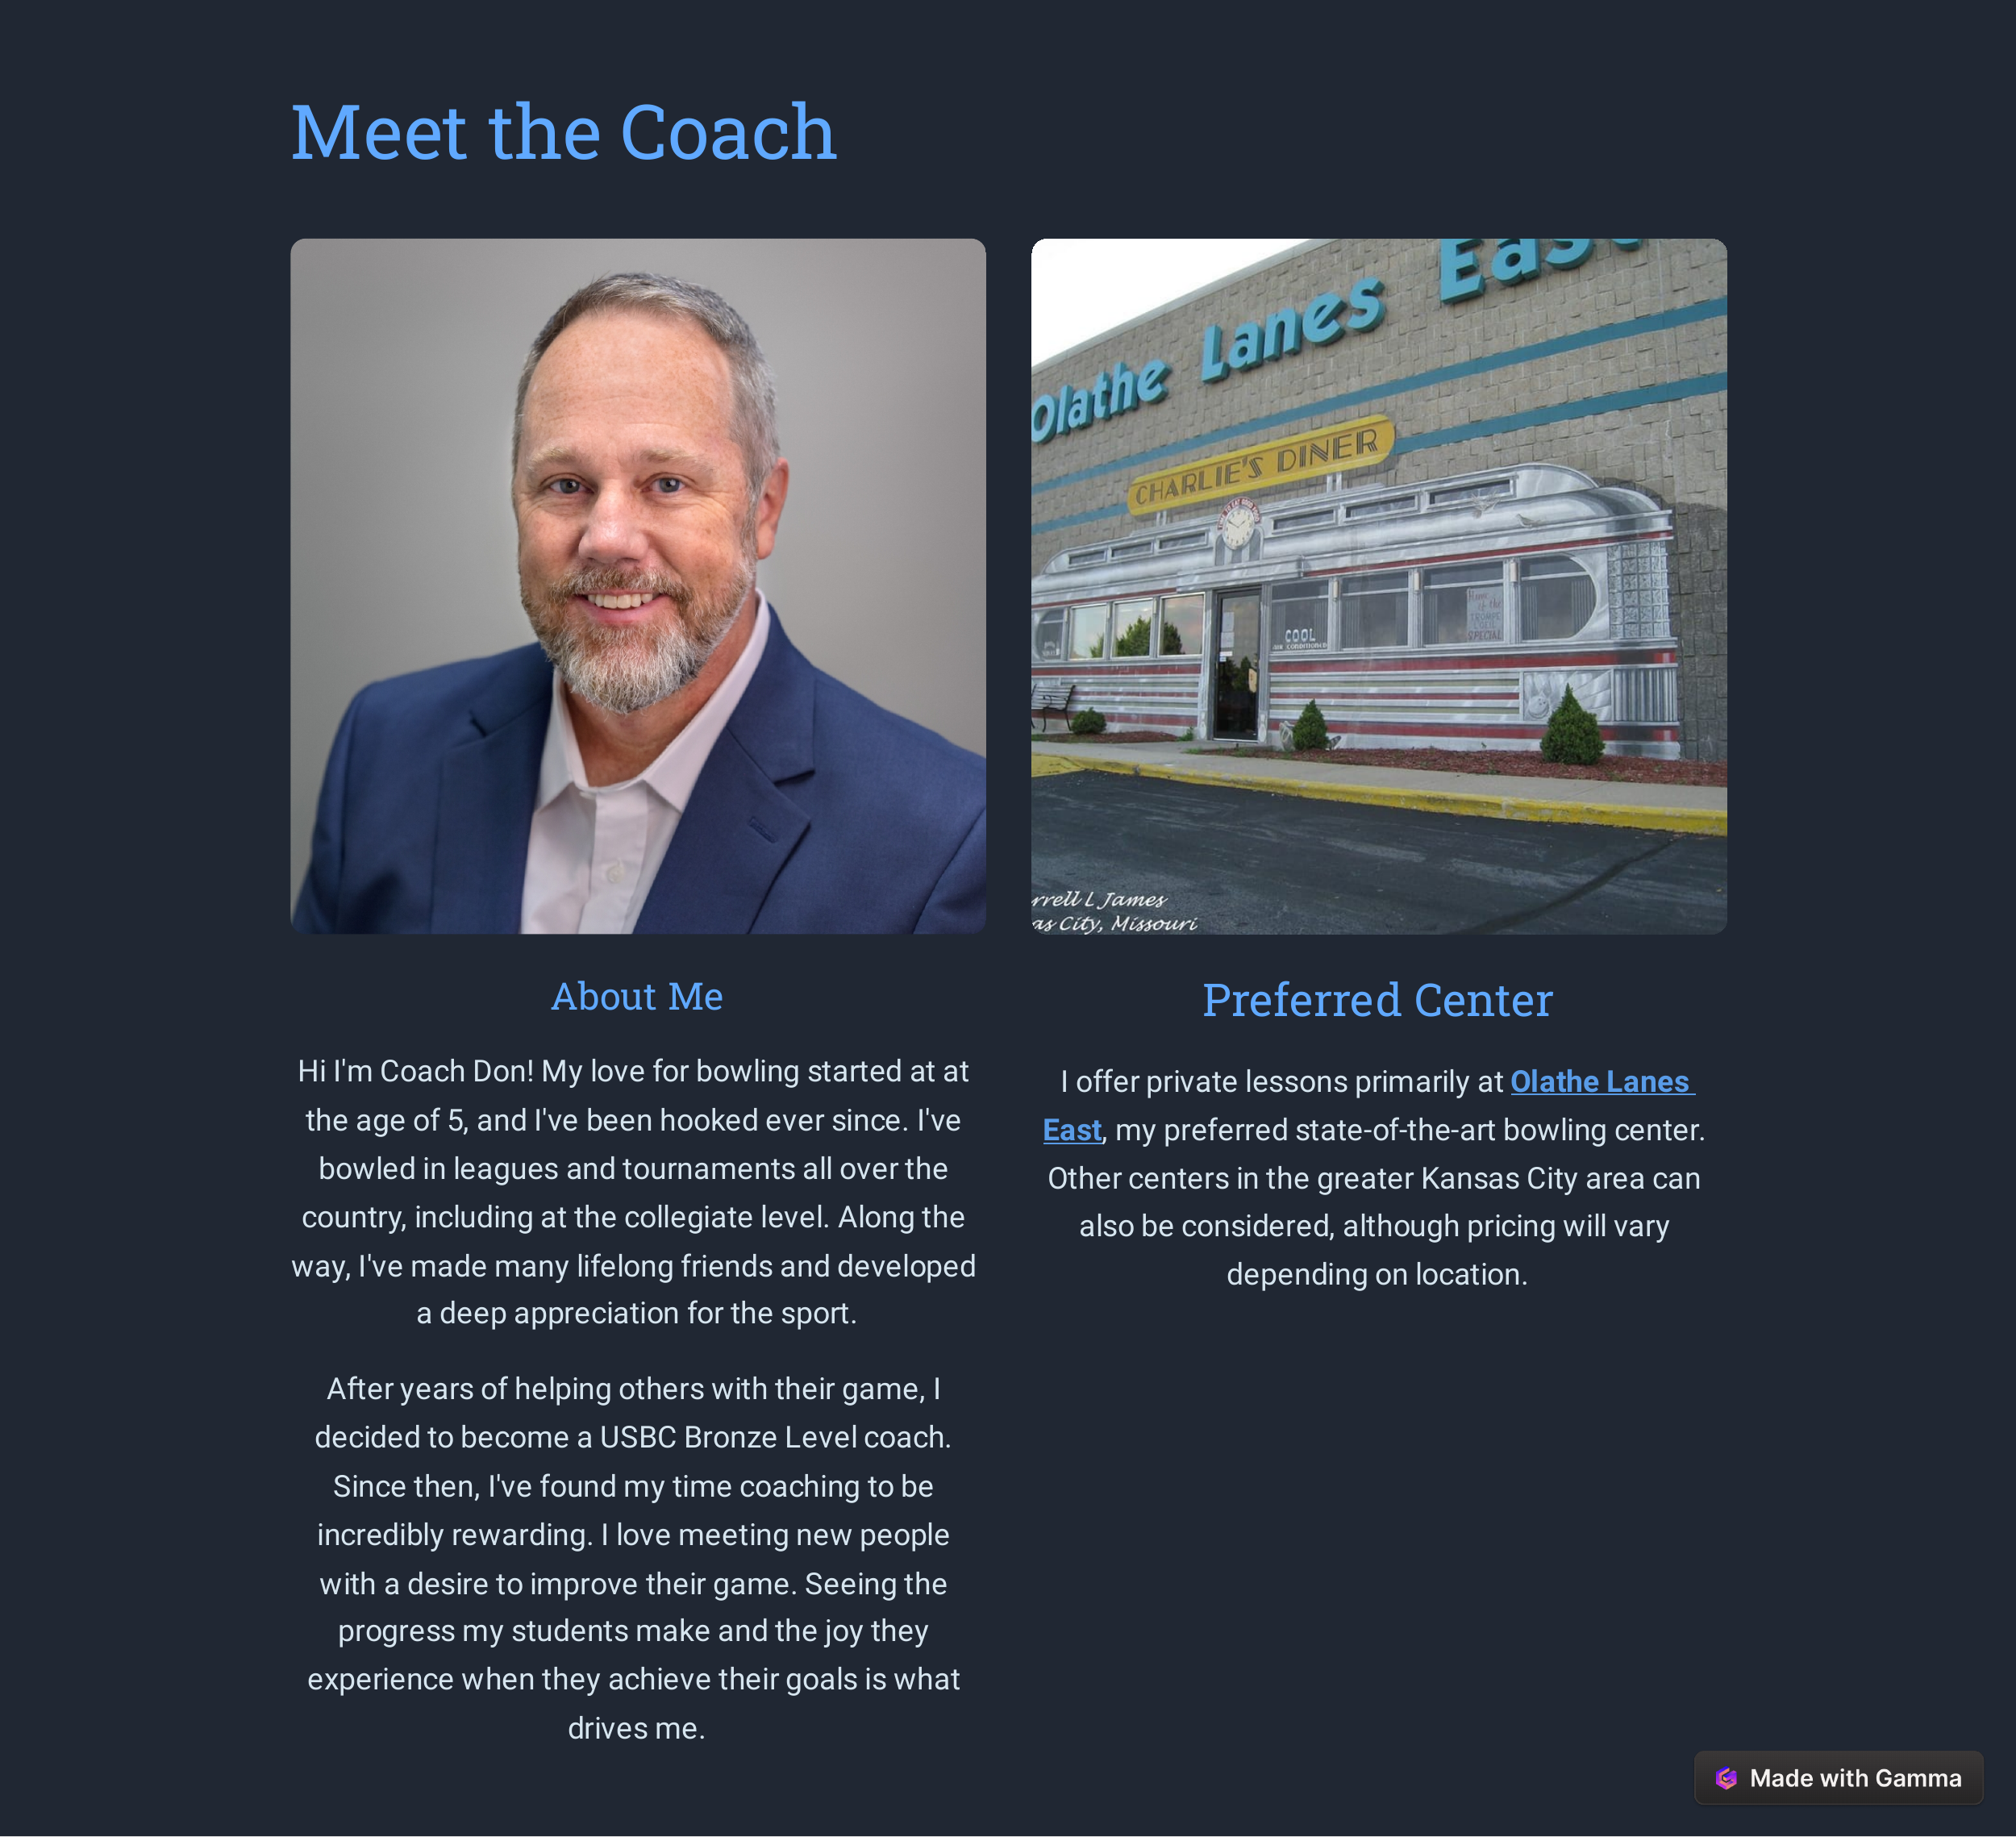 Meet the Coach
Olathe Lanes East
CHARLIE'S DINER
COOL
AIR CONDITIONED
SPECIAL
L James
City, Missouri
About Me
Hi I'm Coach Don! My love for bowling started at at
the age of 5, and I've been hooked ever since. I've
bowled in leagues and tournaments all over the
country, including at the collegiate level. Along the
way, I've made many lifelong friends and developed
a deep appreciation for the sport.
After years of helping others with their game, I
decided to become a USBC Bronze Level coach.
Since then, I've found my time coaching to be
incredibly rewarding. I love meeting new people
with a desire to improve their game. Seeing the
progress my students make and the joy they
experience when they achieve their goals is what
drives me.
Preferred Center
I offer private lessons primarily at Olathe Lanes
East, my preferred state-of-the-art bowling center.
Other centers in the greater Kansas City area can
also be considered, although pricing will vary
depending on location.
Made with Gamma